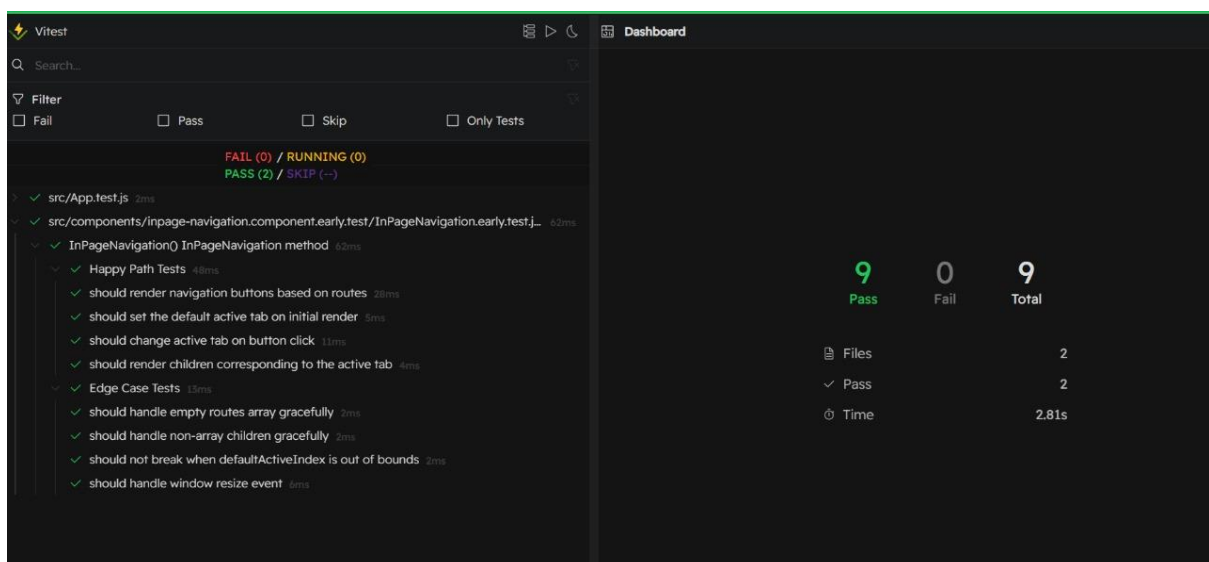 Vitest
Search...
Filter
Fail Pass Skip Only Tests
FAIL (0) / RUNNING (0)
PASS (2) / SKIP (--)
src/App.test.js 2ms
src/components/inpage-navigation.component.early.test/InPageNavigation.early.test.j... 62ms
InPageNavigation() InPageNavigation method 62ms
Happy Path Tests 48ms
should render navigation buttons based on routes 28ms
should set the default active tab on initial render 5ms
should change active tab on button click 11ms
should render children corresponding to the active tab 4ms
Edge Case Tests 13ms
should handle empty routes array gracefully 2ms
should handle non-array children gracefully 2ms
should not break when defaultActiveIndex is out of bounds 2ms
should handle window resize event 6ms
Dashboard
9 0 9
Pass Fail Total
Files 2
Pass 2
Time 2.81s